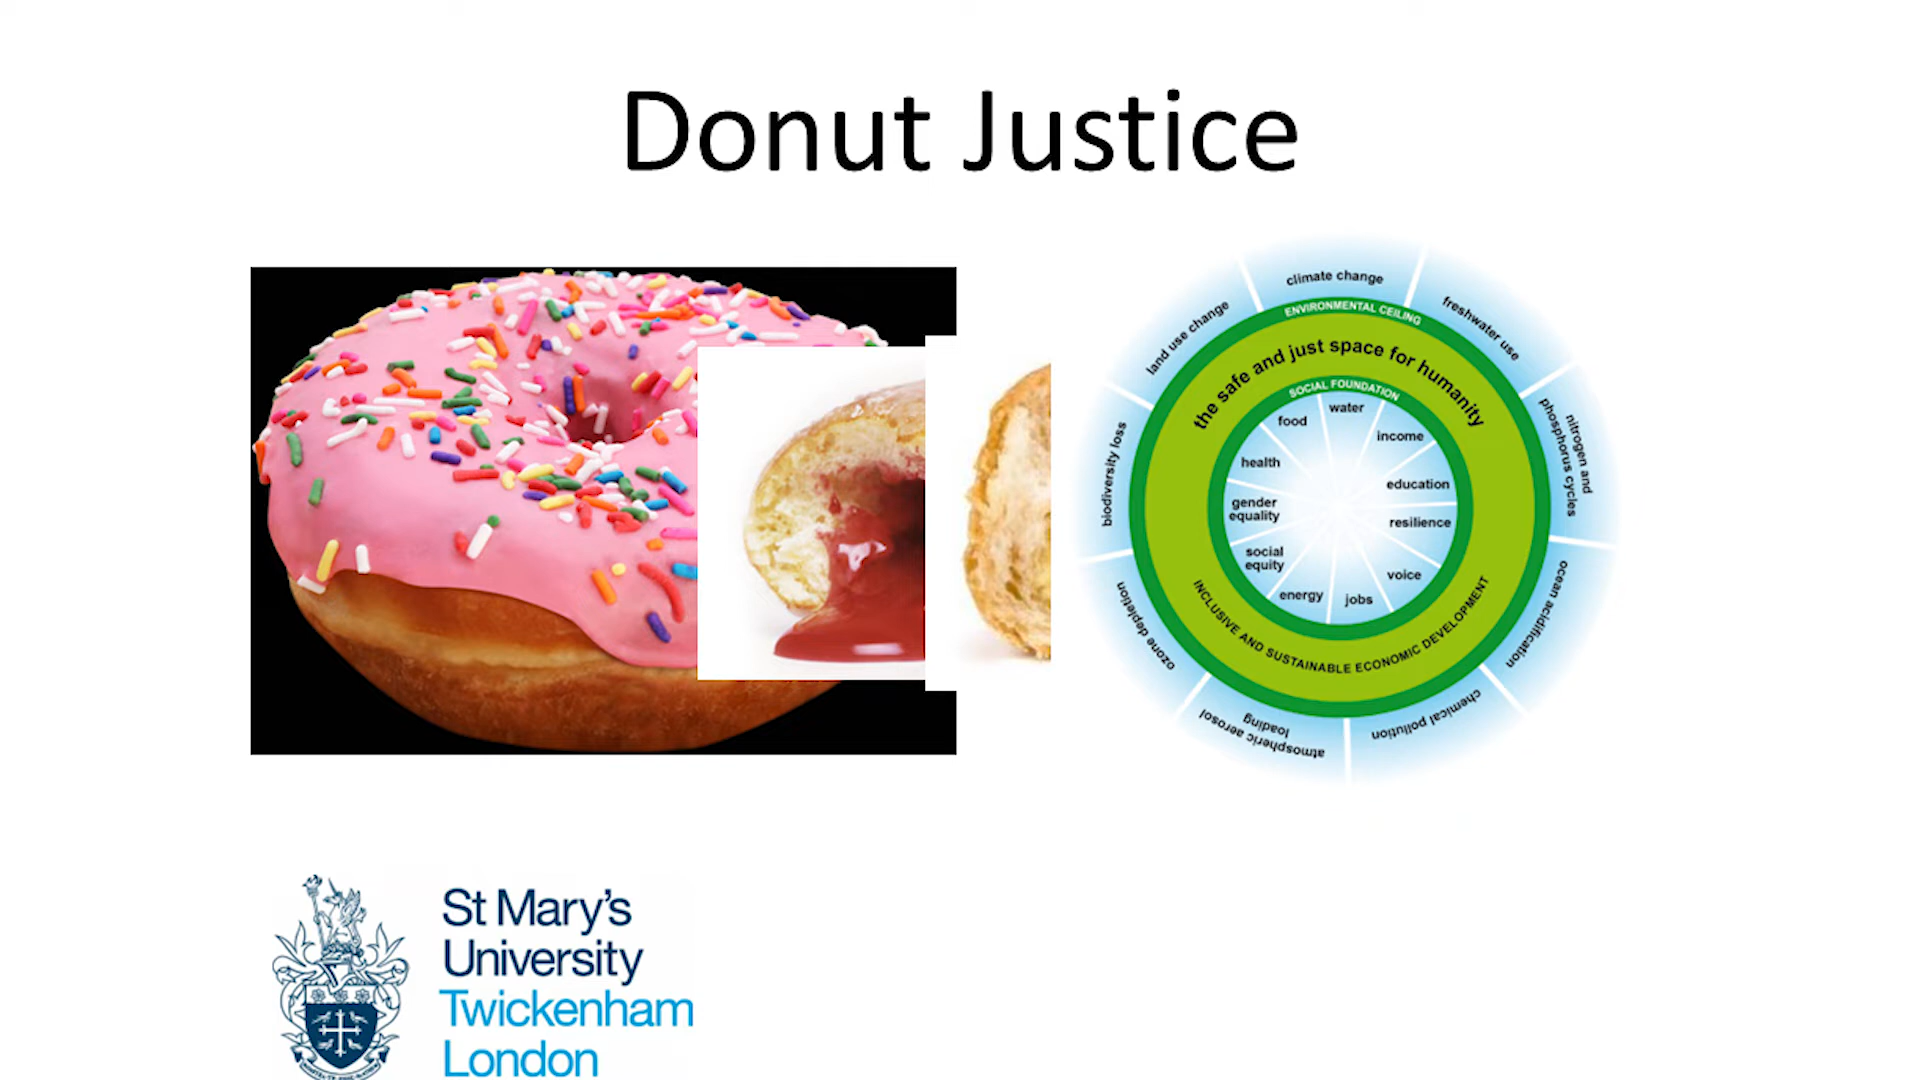 Donut Justice
climate change
freshwater use
nitrogen and
phosphorus cycles
ocean acidification
chemical pollution
atmospheric aerosol
loading
ozone depletion
biodiversity loss
land use change
ENVIRONMENTAL CEILING
the safe and just space for humanity
SOCIAL FOUNDATION
water
income
education
resilience
voice
jobs
energy
social
equity
gender
equality
health
food
INCLUSIVE AND SUSTAINABLE ECONOMIC DEVELOPMENT
St Mary's
University
Twickenham
London